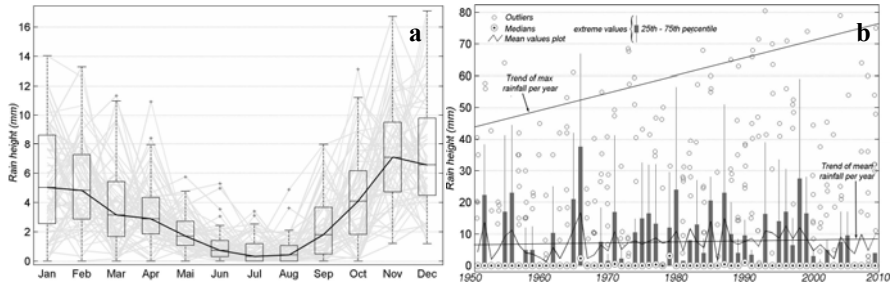 a
Rain height (mm)
16
14
12
10
8
6
4
2
0
Jan Feb Mar Apr Mai Jun Jul Aug Sep Oct Nov Dec
b
Outliers
Medians
Mean values plot
extreme values
25th - 75th percentile
Trend of max
rainfall per year
Trend of mean
rainfall per year
Rain height (mm)
80
70
60
50
40
30
20
10
0
1950 1960 1970 1980 1990 2000 2010